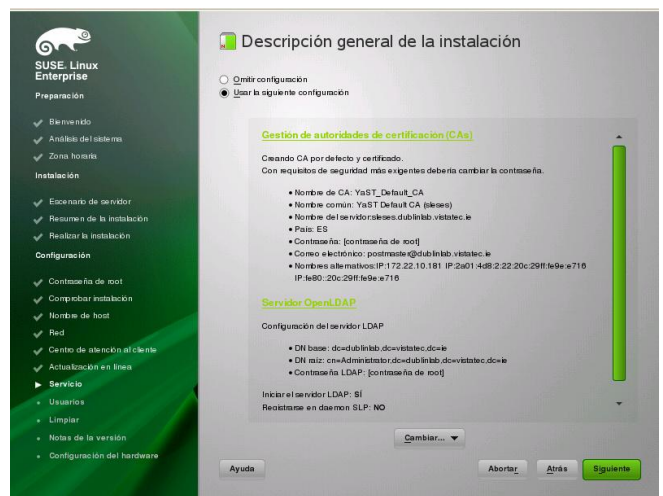 SUSE. Linux
Enterprise
Preparación
Bienvenido
Análisis del sistema
Zona horaria
Instalación
Escenario de servidor
Resumen de la instalación
Realizar la instalación
Configuración
Contraseña de root
Comprobar instalación
Nombre de host
Red
Centro de atención al cliente
Actualización en línea
Servicio
Usuarios
Limpiar
Notas de la versión
Configuración del hardware
Descripción general de la instalación
Omitir configuración
Usar la siguiente configuración
Gestión de autoridades de certificación (CAs)
Creando CA por defecto y certificado.
Con requisitos de seguridad más exigentes debería cambiar la contraseña.
• Nombre de CA: YaST_Default_CA
• Nombre común: YaST Default CA (sleses)
• Nombre del servidor:sleses.dublinlab.vistatec.ie
• País: ES
• Contraseña: [contraseña de root]
• Correo electrónico: postmaster@dublinlab.vistatec.ie
• Nombres alternativos:IP:172.22.10.181 IP:2a01:4d8:2:22:20c:29ff:fe9e:e716
IP:fe80::20c:29ff:fe9e:e716
Servidor OpenLDAP
Configuración del servidor LDAP
• DN base: dc=dublinlab,dc=vistatec,dc=ie
• DN raíz: cn=Administrator,dc=dublinlab,dc=vistatec,dc=ie
• Contraseña LDAP: [contraseña de root]
Iniciar el servidor LDAP: SÍ
Registrarse en daemon SLP: NO
Cambiar...
Ayuda
Abortar
Atrás
Siguiente